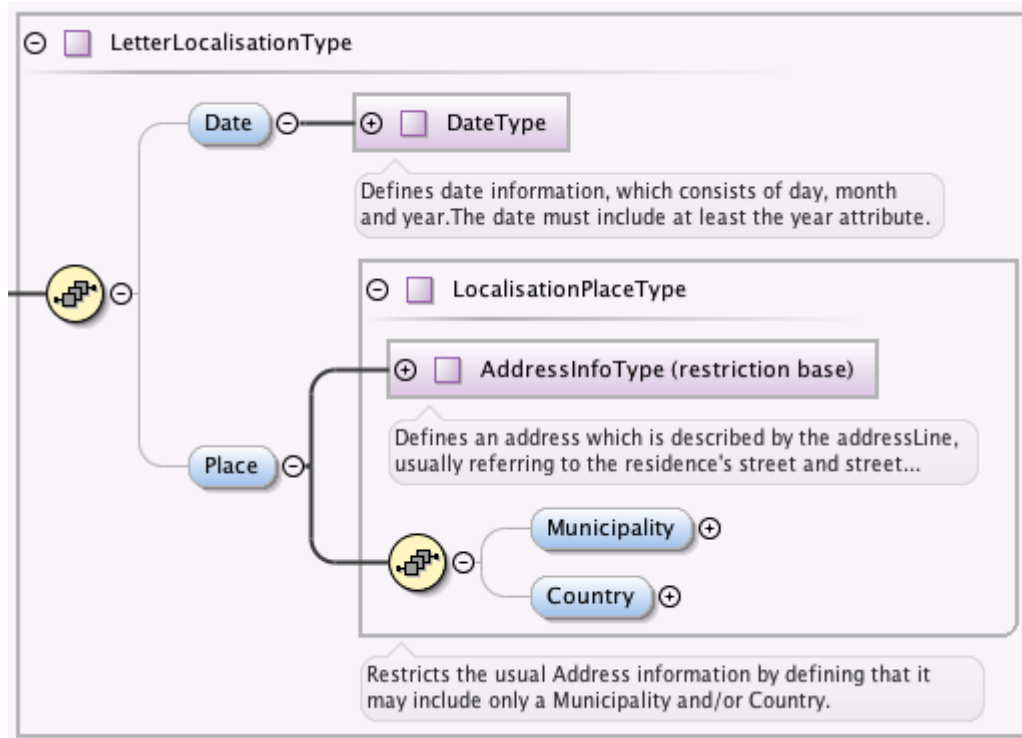 LetterLocalisationType
Date
DateType
Defines date information, which consists of day, month
and year.The date must include at least the year attribute.
LocalisationPlaceType
AddressInfoType (restriction base)
Defines an address which is described by the addressLine,
usually referring to the residence's street and street...
Place
Municipality
Country
Restricts the usual Address information by defining that it
may include only a Municipality and/or Country.